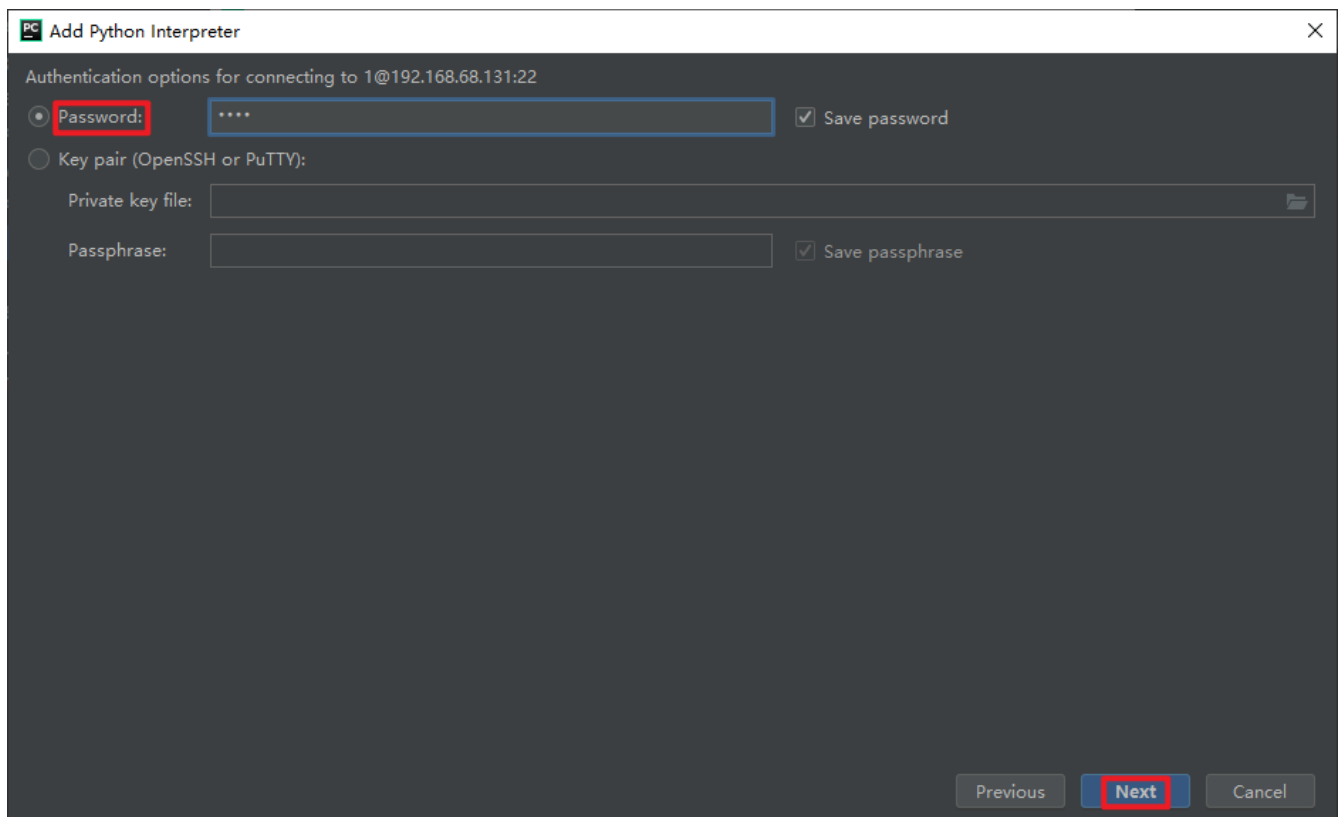 PC Add Python Interpreter
Authentication options for connecting to 1@192.168.68.131:22
Password: •••• Save password
Key pair (OpenSSH or PuTTY):
Private key file:
Passphrase: Save passphrase
Previous Next Cancel